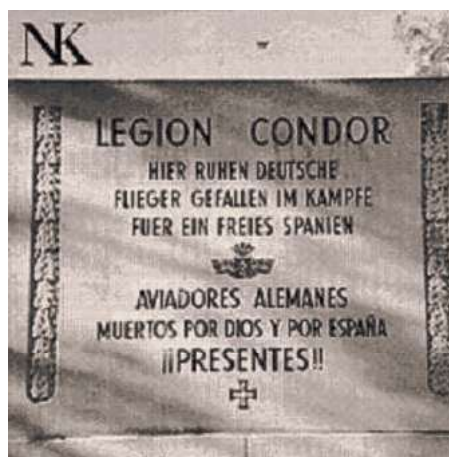 NK
LEGION CONDOR
HIER RUHEN DEUTSCHE
FLIEGER GEFALLEN IM KAMPFE
FUER EIN FREIES SPANIEN
AVIADORES ALEMANES
MUERTOS POR DIOS Y POR ESPAÑA
¡¡PRESENTES!!